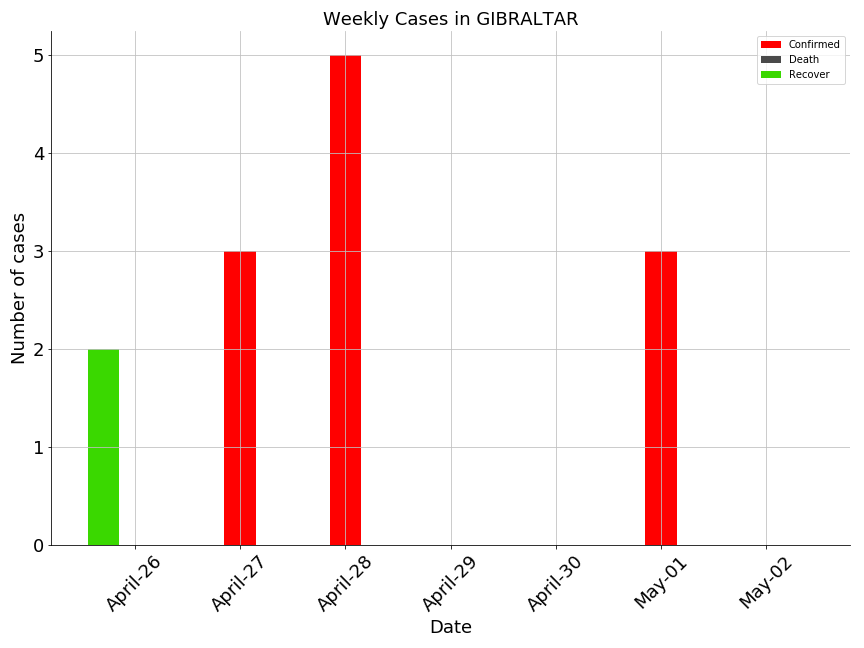 Weekly Cases in GIBRALTAR
Confirmed
Death
Recover
Number of cases
5
4
3
2
1
0
April-26
April-27
April-28
April-29
April-30
May-01
May-02
Date